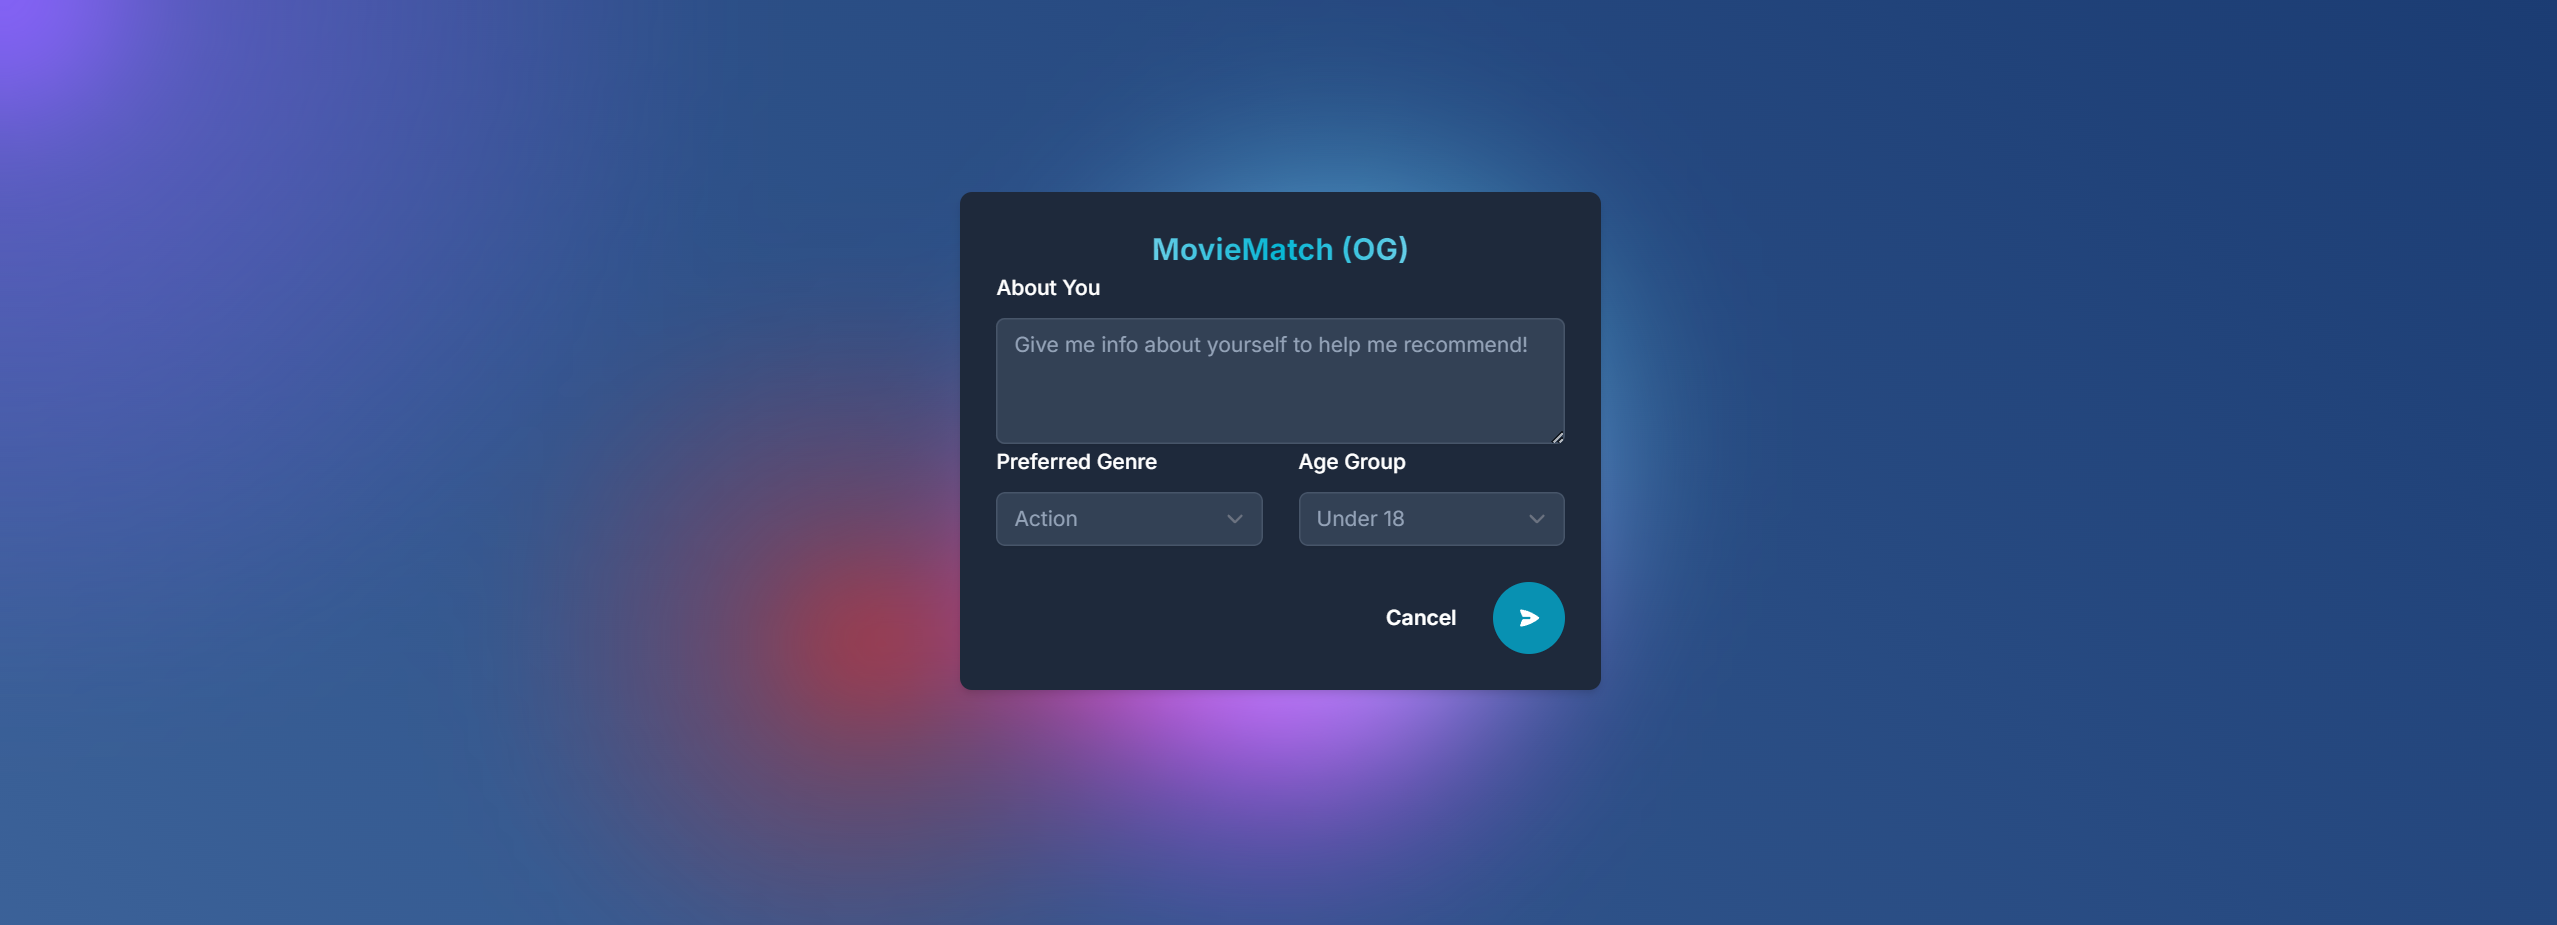 MovieMatch (OG)
About You
Give me info about yourself to help me recommend!
Preferred Genre
Age Group
Action
Under 18
Cancel